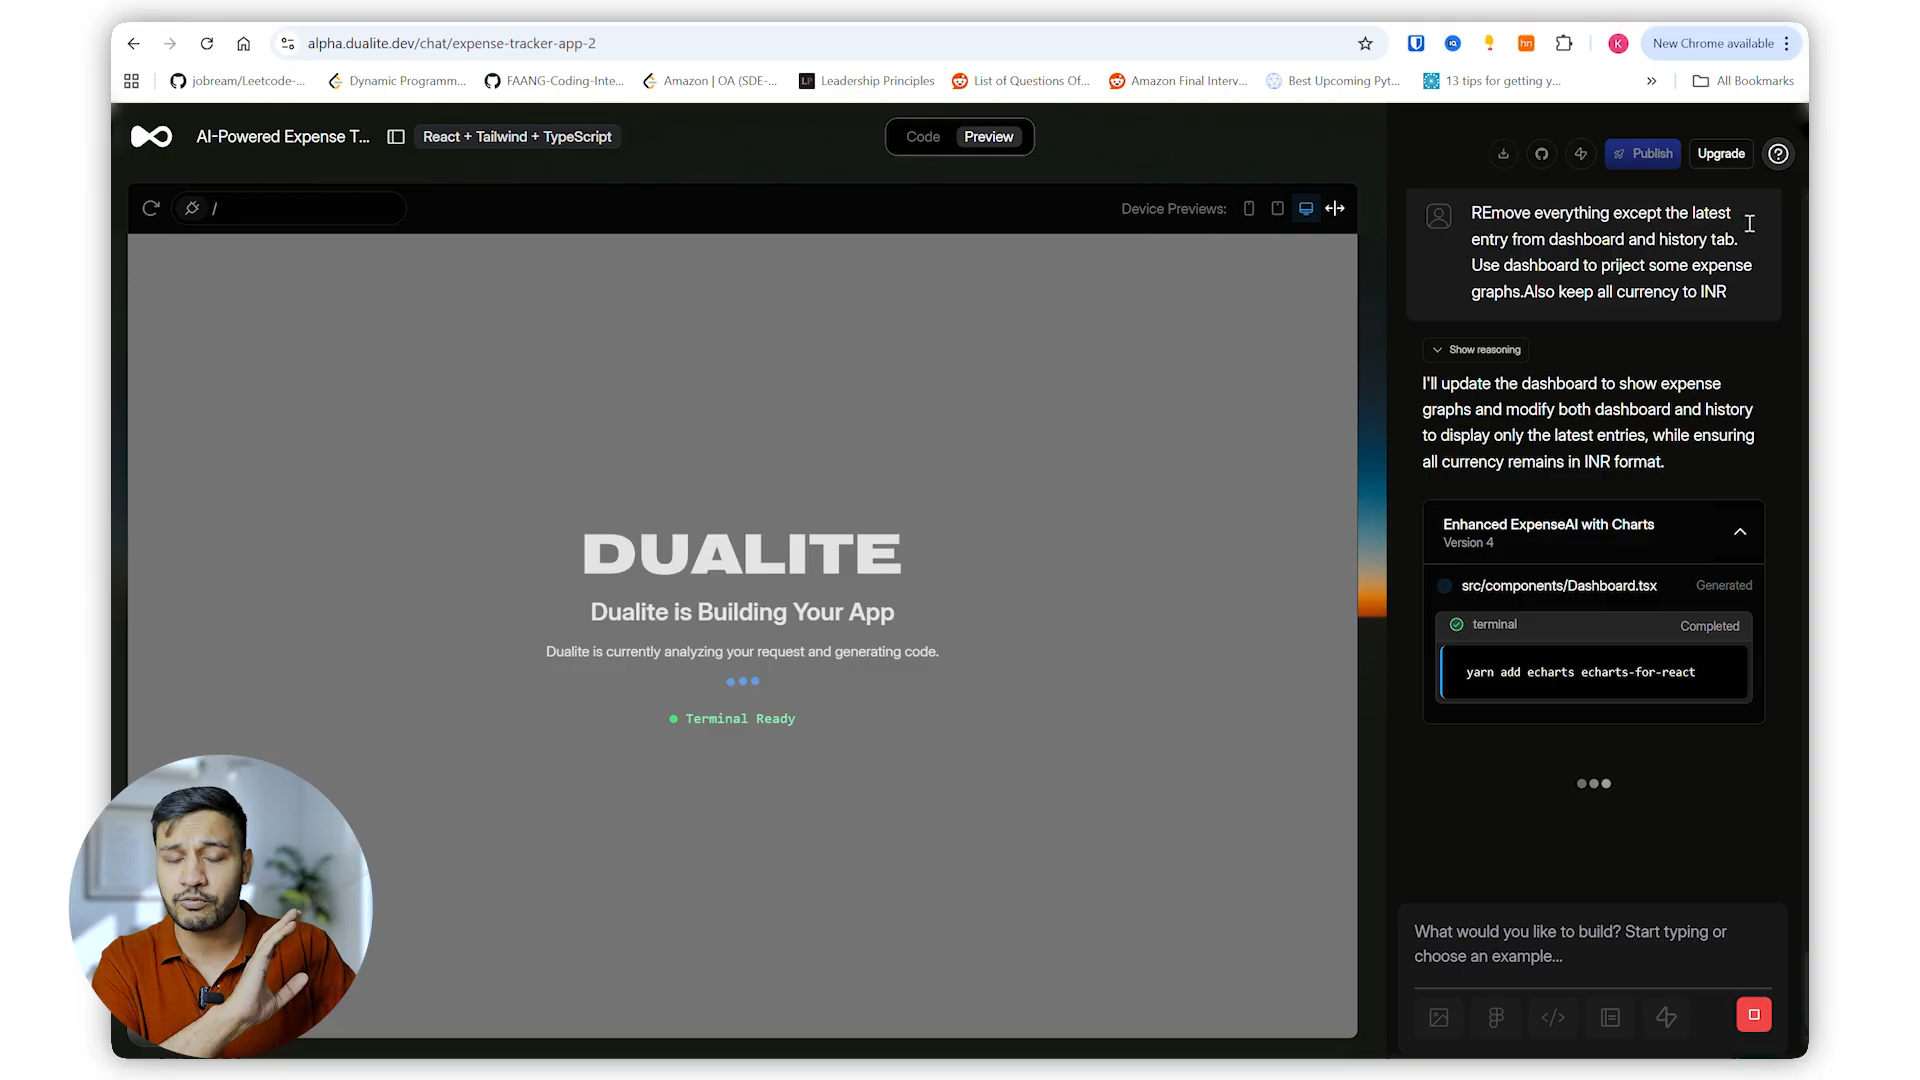 alpha.dualite.dev/chat/expense-tracker-app-2
hn
K
New Chrome available
jobream/Leetcode-...
Dynamic Programm...
FAANG-Coding-Inte...
Amazon | OA (SDE-...
LP
Leadership Principles
List of Questions Of...
Amazon Final Interv...
Best Upcoming Pyt...
13 tips for getting y...
»
All Bookmarks
AI-Powered Expense T...
React + Tailwind + TypeScript
Code
Preview
Publish
Upgrade
/
Device Previews:
REmove everything except the latest
entry from dashboard and history tab.
Use dashboard to priject some expense
graphs.Also keep all currency to INR
Show reasoning
I'll update the dashboard to show expense
graphs and modify both dashboard and history
to display only the latest entries, while ensuring
all currency remains in INR format.
Enhanced ExpenseAI with Charts
Version 4
src/components/Dashboard.tsx
Generated
terminal
Completed
yarn add echarts echarts-for-react
DUALITE
Dualite is Building Your App
Dualite is currently analyzing your request and generating code.
Terminal Ready
What would you like to build? Start typing or
choose an example...